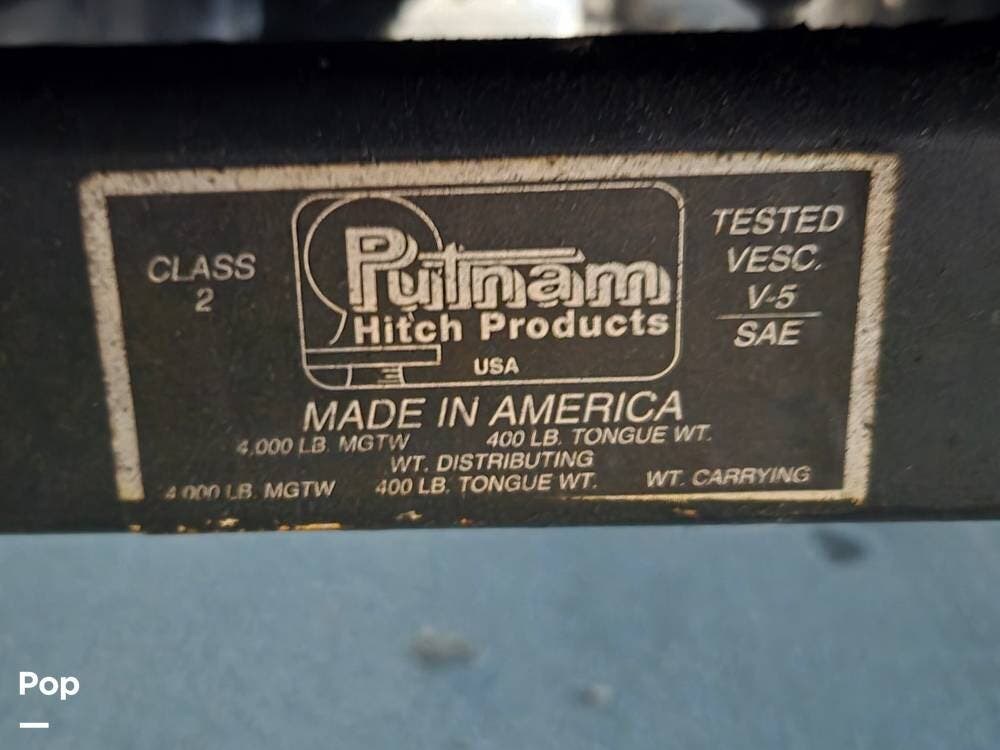 CLASS
2
Putnam
Hitch Products
USA
TESTED
VESC.
V-5
SAE
MADE IN AMERICA
4,000 LB. MGTW 400 LB. TONGUE WT.
WT. DISTRIBUTING
4,000 LB. MGTW 400 LB. TONGUE WT. WT. CARRYING
Pop